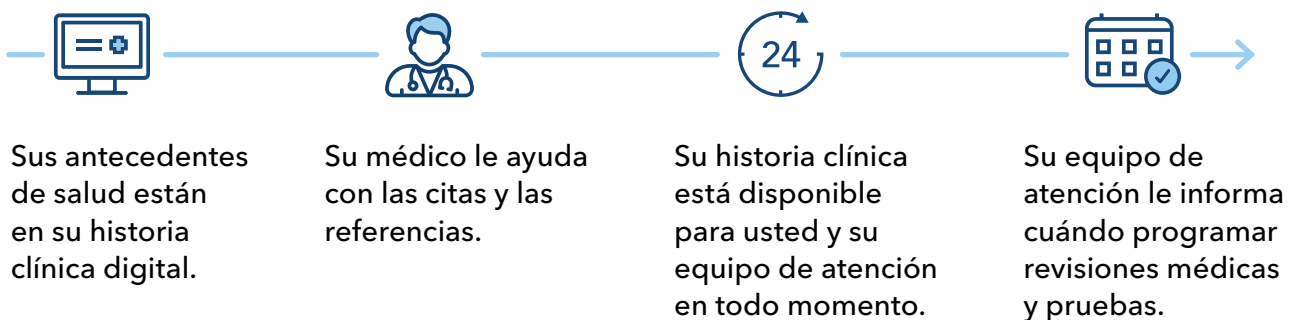 24
Sus antecedentes
de salud están
en su historia
clínica digital.
Su médico le ayuda
con las citas y las
referencias.
Su historia clínica
está disponible
para usted y su
equipo de atención
en todo momento.
Su equipo de
atención le informa
cuándo programar
revisiones médicas
y pruebas.